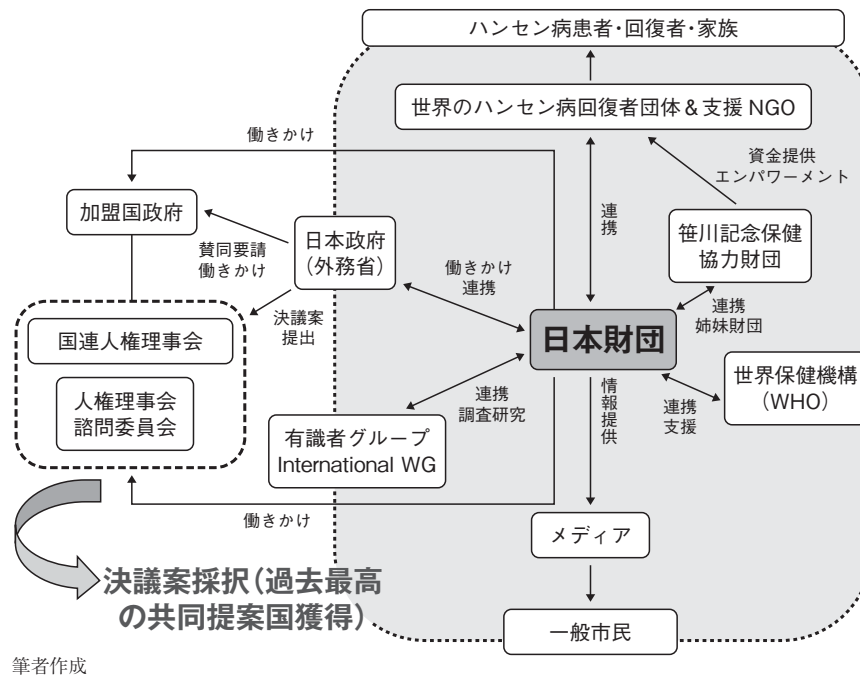 ハンセン病患者・回復者・家族
世界のハンセン病回復者団体&支援 NGO
働きかけ
資金提供
エンパワーメント
加盟国政府
賛同要請
働きかけ
日本政府
(外務省)
連携
笹川記念保健
協力財団
働きかけ
連携
連携
姉妹財団
決議案
提出
国連人権理事会
日本財団
人権理事会
諮問委員会
連携
調査研究
情報提供
連携
支援
世界保健機構
(WHO)
有識者グループ
International WG
働きかけ
メディア
決議案採択(過去最高
の共同提案国獲得)
一般市民
筆者作成